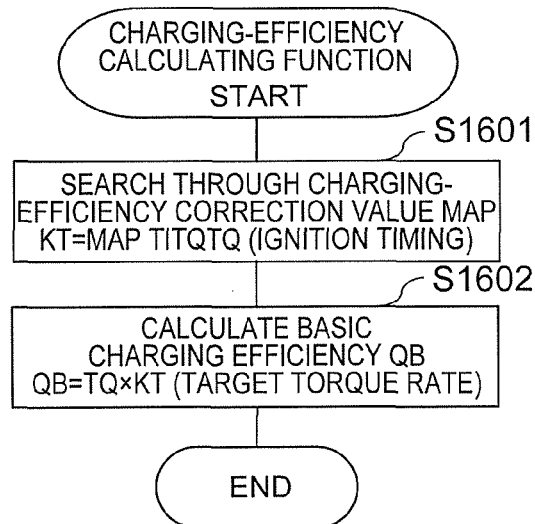 CHARGING-EFFICIENCY
CALCULATING FUNCTION
START
S1601
SEARCH THROUGH CHARGING-
EFFICIENCY CORRECTION VALUE MAP
KT=MAP TITQTQ (IGNITION TIMING)
S1602
CALCULATE BASIC
CHARGING EFFICIENCY QB
QB=TQ×KT (TARGET TORQUE RATE)
END